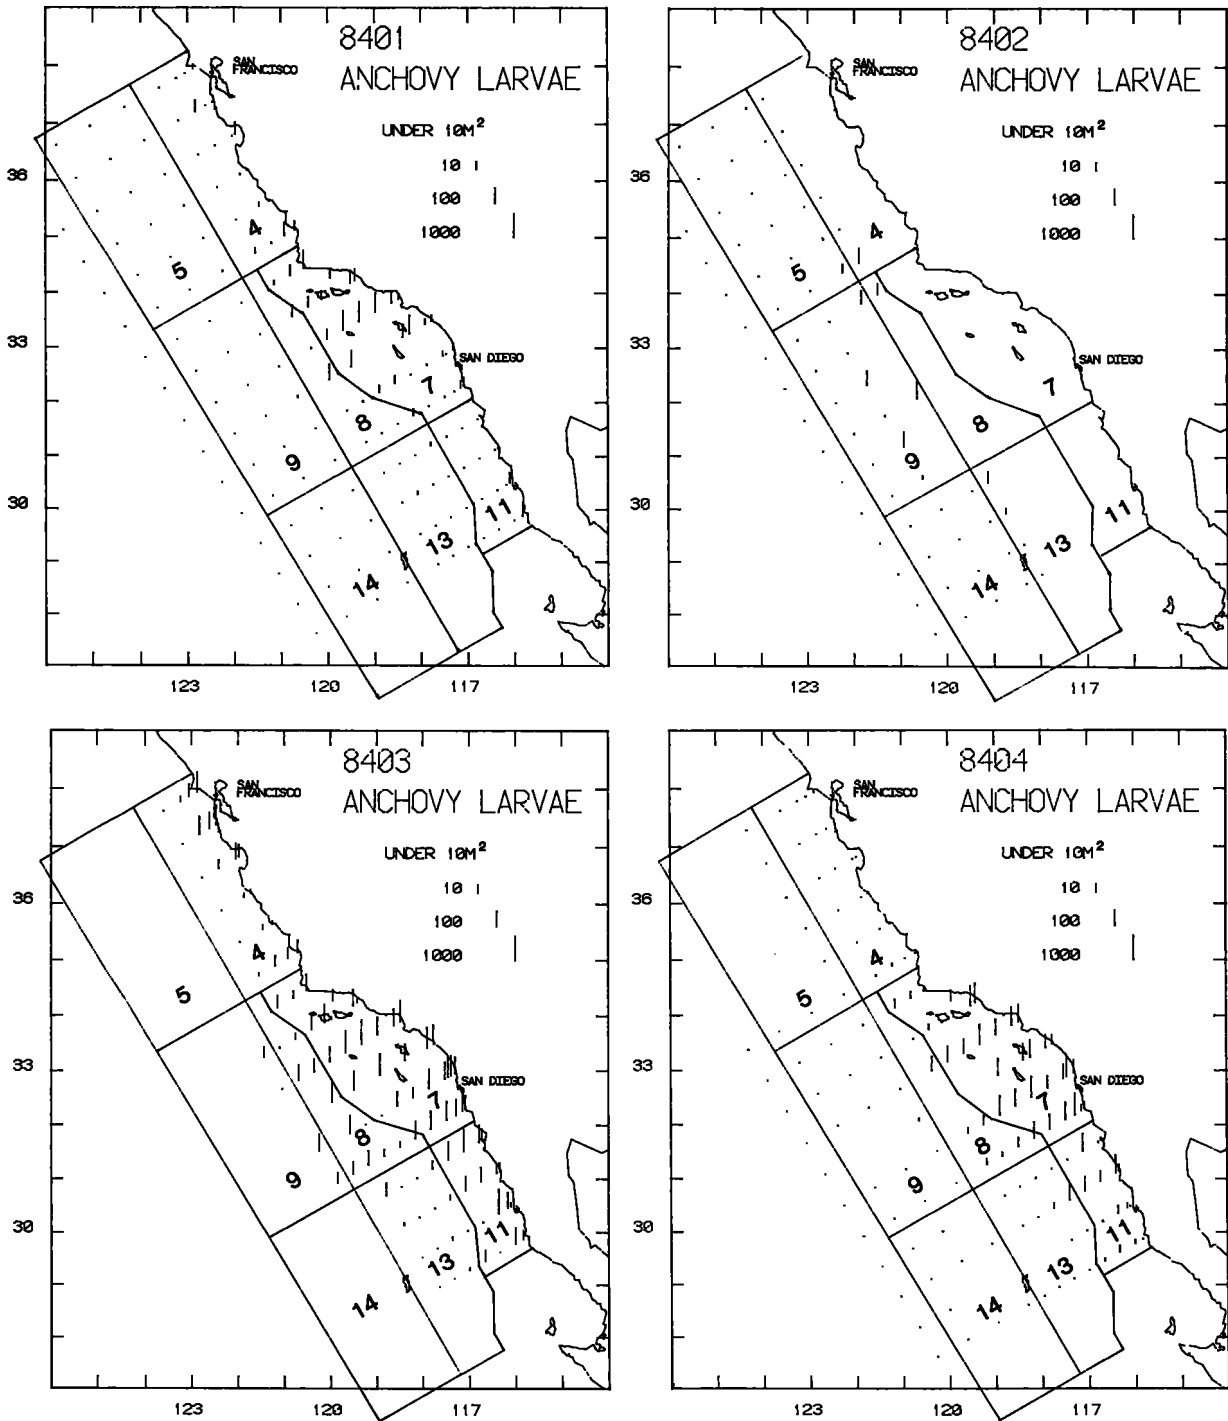 8401
ANCHOVY LARVAE
SAN
FRANCISCO
UNDER 10M²
10
100
1000
36
33
30
4
5
7
8
9
11
13
14
SAN DIEGO
123 120 117
8402
ANCHOVY LARVAE
SAN
FRANCISCO
UNDER 10M²
10
100
1000
36
33
30
4
5
7
8
9
11
13
14
SAN DIEGO
123 120 117
8403
ANCHOVY LARVAE
SAN
FRANCISCO
UNDER 10M²
10
100
1000
36
33
30
4
5
7
8
9
11
13
14
SAN DIEGO
123 120 117
8404
ANCHOVY LARVAE
SAN
FRANCISCO
UNDER 10M²
10
100
1000
36
33
30
4
5
7
8
9
11
13
14
SAN DIEGO
123 120 117